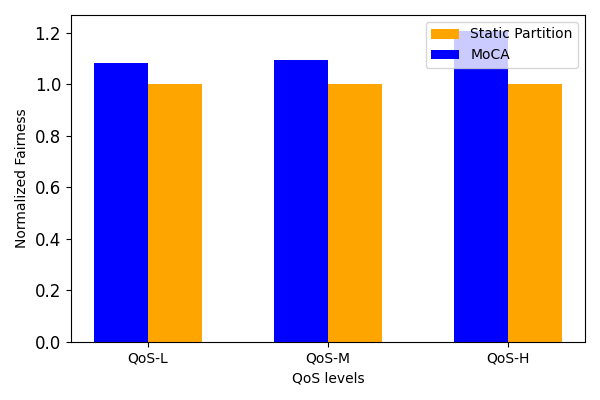 Static Partition
MoCA
Normalized Fairness
1.2
1.0
0.8
0.6
0.4
0.2
0.0
QoS-L QoS-M QoS-H
QoS levels